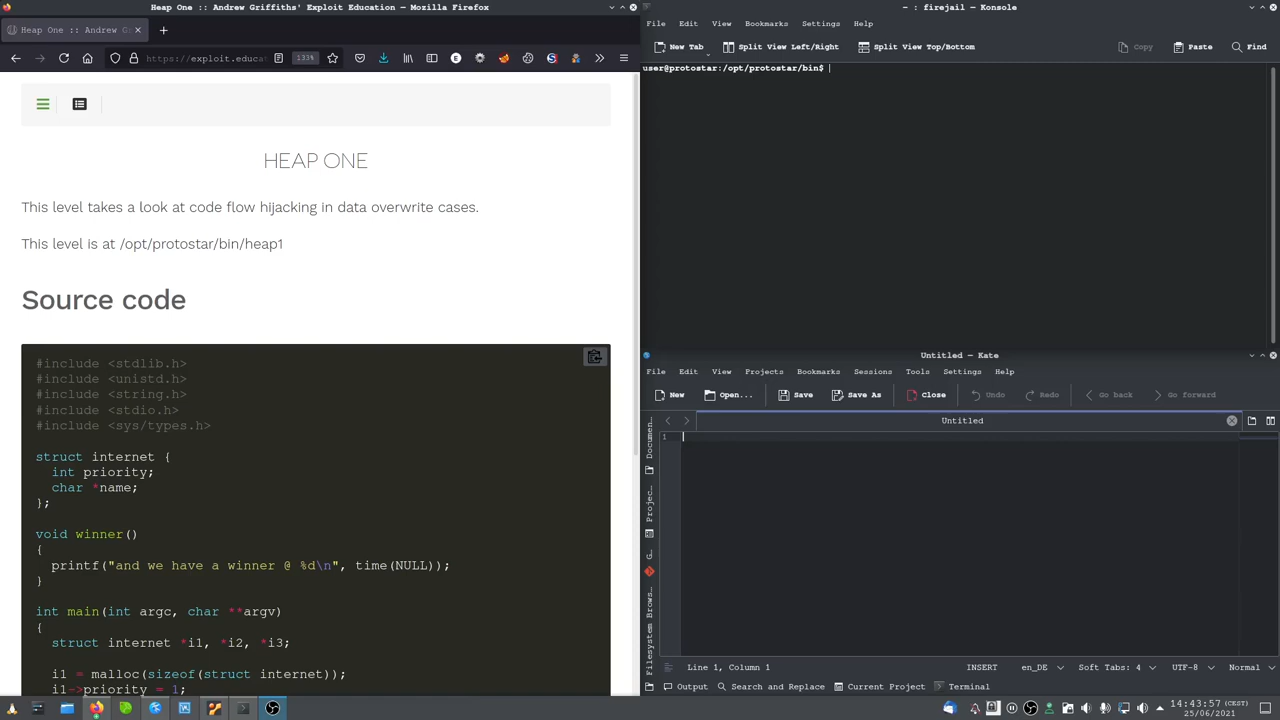 Heap One :: Andrew Griffiths' Exploit Education — Mozilla Firefox
Heap One :: Andrew G
https://exploit.educa
133%
HEAP ONE
This level takes a look at code flow hijacking in data overwrite cases.
This level is at /opt/protostar/bin/heap1
Source code
#include <stdlib.h>
#include <unistd.h>
#include <string.h>
#include <stdio.h>
#include <sys/types.h>
struct internet {
int priority;
char *name;
};
void winner()
{
printf("and we have a winner @ %d\n", time(NULL));
}
int main(int argc, char **argv)
{
struct internet *i1, *i2, *i3;
i1 = malloc(sizeof(struct internet));
i1->priority = 1;
~ : firejail — Konsole
File Edit View Bookmarks Settings Help
New Tab Split View Left/Right Split View Top/Bottom Copy Paste Find
user@protostar:/opt/protostar/bin$
Untitled — Kate
File Edit View Projects Bookmarks Sessions Tools Settings Help
New Open... Save Save As Close Undo Redo Go back Go forward
Untitled
1
Documen…
Projec…
G…
Filesystem Brows…
Line 1, Column 1 INSERT en_DE Soft Tabs: 4 UTF-8 Normal
Output Search and Replace Current Project Terminal
14:43:57 (CEST)
25/06/2021